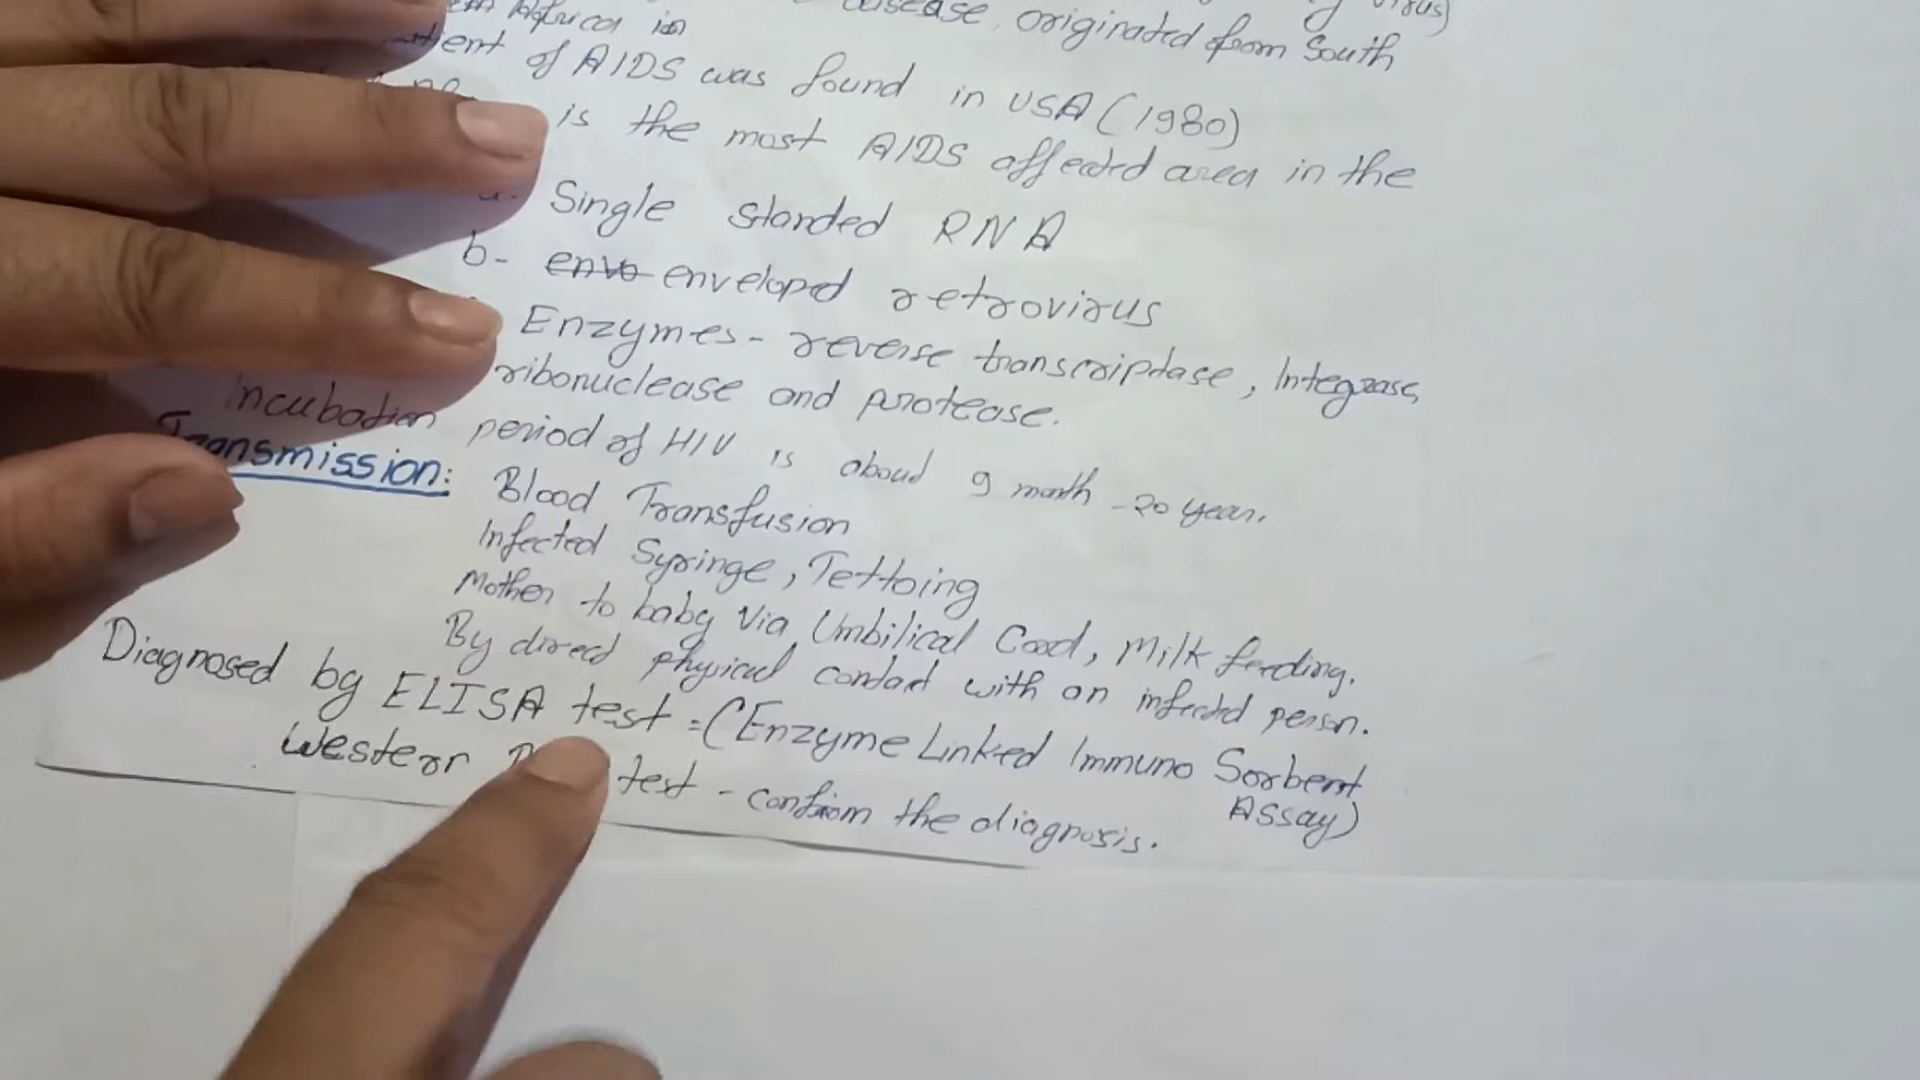 virus)
disease, originated from South
Africa in
of AIDS was found in USA (1980)
is the most AIDS affected area in the
Single standed RNA
b- envo enveloped retrovirus
Enzymes- reverse transcriptase, Integrase,
ribonuclease and protease.
Incubation period of HIV is about 9 month - 20 year.
Transmission: Blood Transfusion
Infected Syringe, Tettoing
Mother to baby Via Umbilical Cord, Milk feeding.
By direct physical contact with an infected person.
Diagnosed by ELISA test = (Enzyme Linked Immuno Sorbent
Assay)
Western test - confirm the diagnosis.